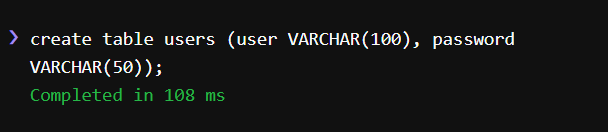 ❯ create table users (user VARCHAR(100), password
VARCHAR(50));
Completed in 108 ms